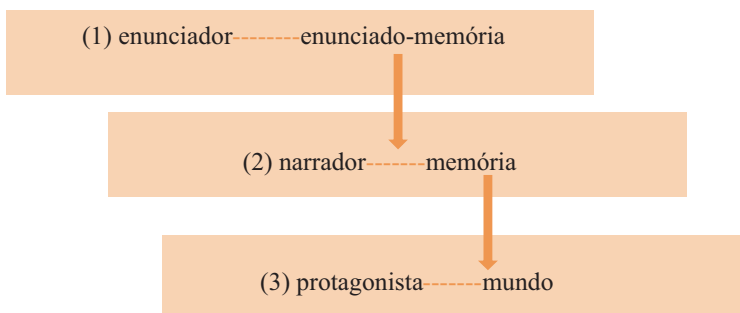 (1) enunciador-------enunciado-memória
(2) narrador------memória
(3) protagonista------mundo